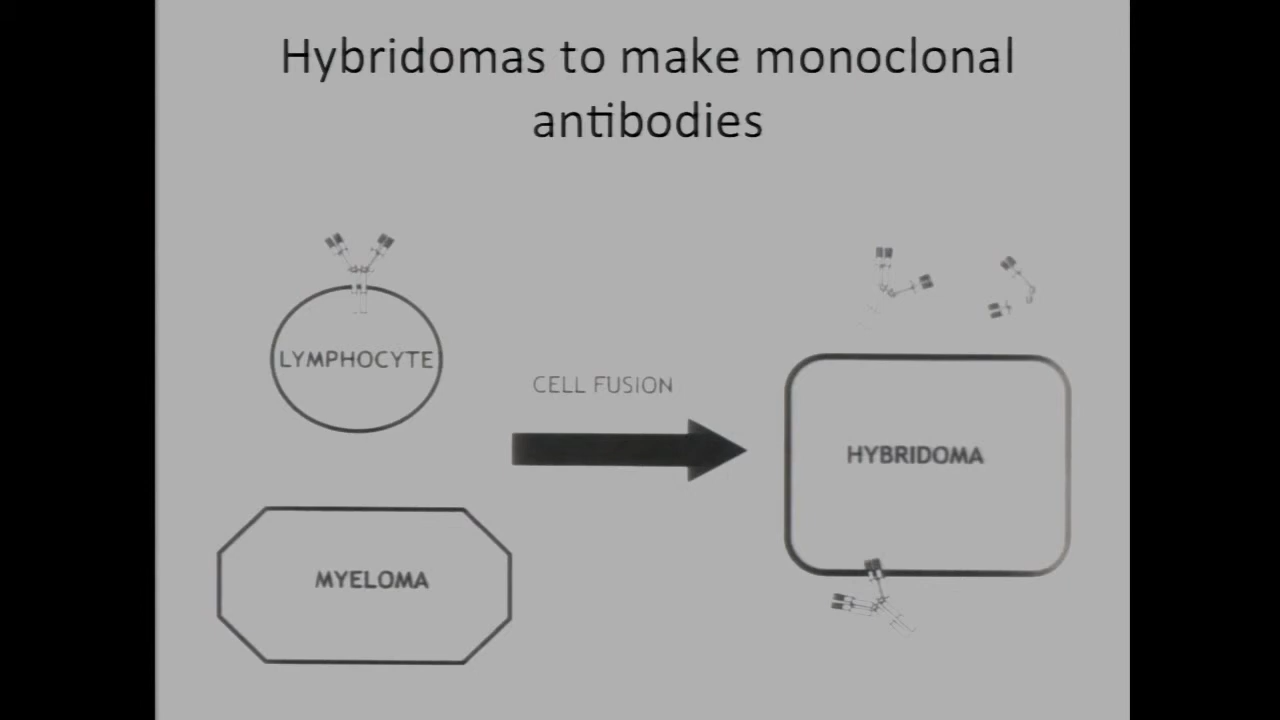 Hybridomas to make monoclonal
antibodies
LYMPHOCYTE
CELL FUSION
HYBRIDOMA
MYELOMA